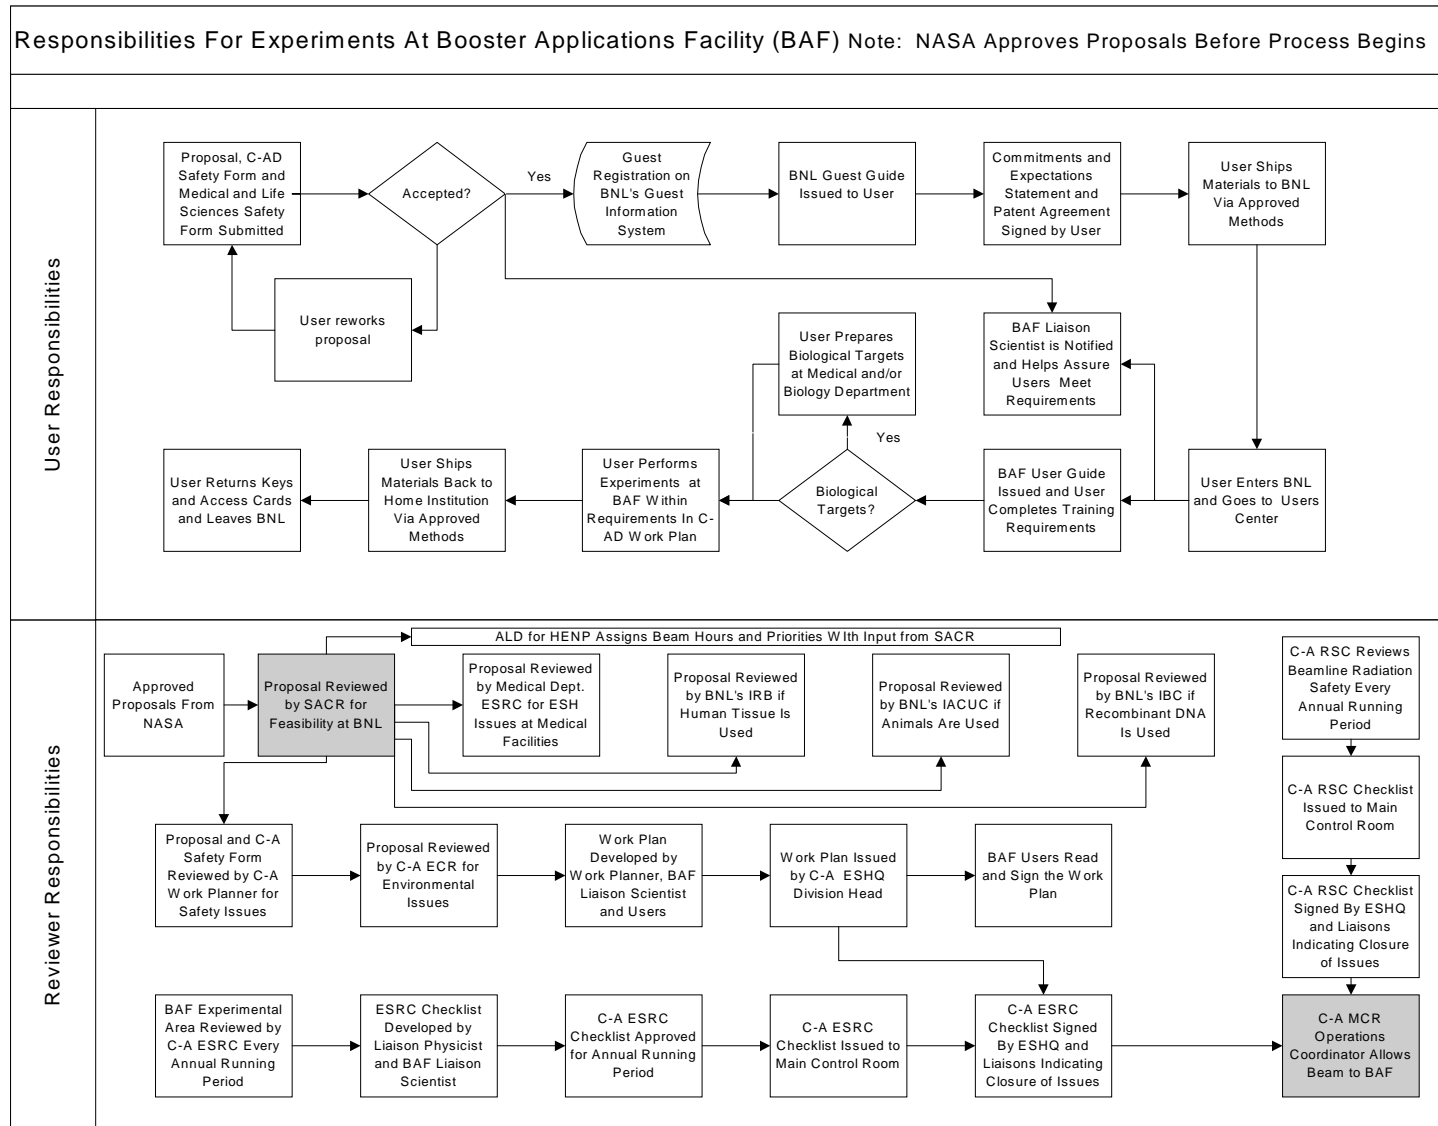 Responsibilities For Experiments At Booster Applications Facility (BAF) Note: NASA Approves Proposals Before Process Begins
User Responsibilities
Proposal, C-AD
Safety Form and
Medical and Life
Sciences Safety
Form Submitted
Accepted?
Yes
Guest
Registration on
BNL's Guest
Information
System
BNL Guest Guide
Issued to User
Commitments and
Expectations
Statement and
Patent Agreement
Signed by User
User Ships
Materials to BNL
Via Approved
Methods
User reworks
proposal
User Prepares
Biological Targets
at Medical and/or
Biology Department
BAF Liaison
Scientist is Notified
and Helps Assure
Users Meet
Requirements
Yes
User Returns Keys
and Access Cards
and Leaves BNL
User Ships
Materials Back to
Home Institution
Via Approved
Methods
User Performs
Experiments at
BAF Within
Requirements In C-
AD Work Plan
Biological
Targets?
BAF User Guide
Issued and User
Completes Training
Requirements
User Enters BNL
and Goes to Users
Center
Reviewer Responsibilities
ALD for HENP Assigns Beam Hours and Priorities WIth Input from SACR
Approved
Proposals From
NASA
Proposal Reviewed
by SACR for
Feasibility at BNL
Proposal Reviewed
by Medical Dept.
ESRC for ESH
Issues at Medical
Facilities
Proposal Reviewed
by BNL's IRB if
Human Tissue Is
Used
Proposal Reviewed
by BNL's IACUC if
Animals Are Used
Proposal Reviewed
by BNL's IBC if
Recombinant DNA
Is Used
C-A RSC Reviews
Beamline Radiation
Safety Every
Annual Running
Period
C-A RSC Checklist
Issued to Main
Control Room
Proposal and C-A
Safety Form
Reviewed by C-A
Work Planner for
Safety Issues
Proposal Reviewed
by C-A ECR for
Environmental
Issues
Work Plan
Developed by
Work Planner, BAF
Liaison Scientist
and Users
Work Plan Issued
by C-A ESHQ
Division Head
BAF Users Read
and Sign the Work
Plan
C-A RSC Checklist
Signed By ESHQ
and Liaisons
Indicating Closure
of Issues
BAF Experimental
Area Reviewed by
C-A ESRC Every
Annual Running
Period
ESRC Checklist
Developed by
Liaison Physicist
and BAF Liaison
Scientist
C-A ESRC
Checklist Approved
for Annual Running
Period
C-A ESRC
Checklist Issued to
Main Control Room
C-A ESRC
Checklist Signed
By ESHQ and
Liaisons Indicating
Closure of Issues
C-A MCR
Operations
Coordinator Allows
Beam to BAF